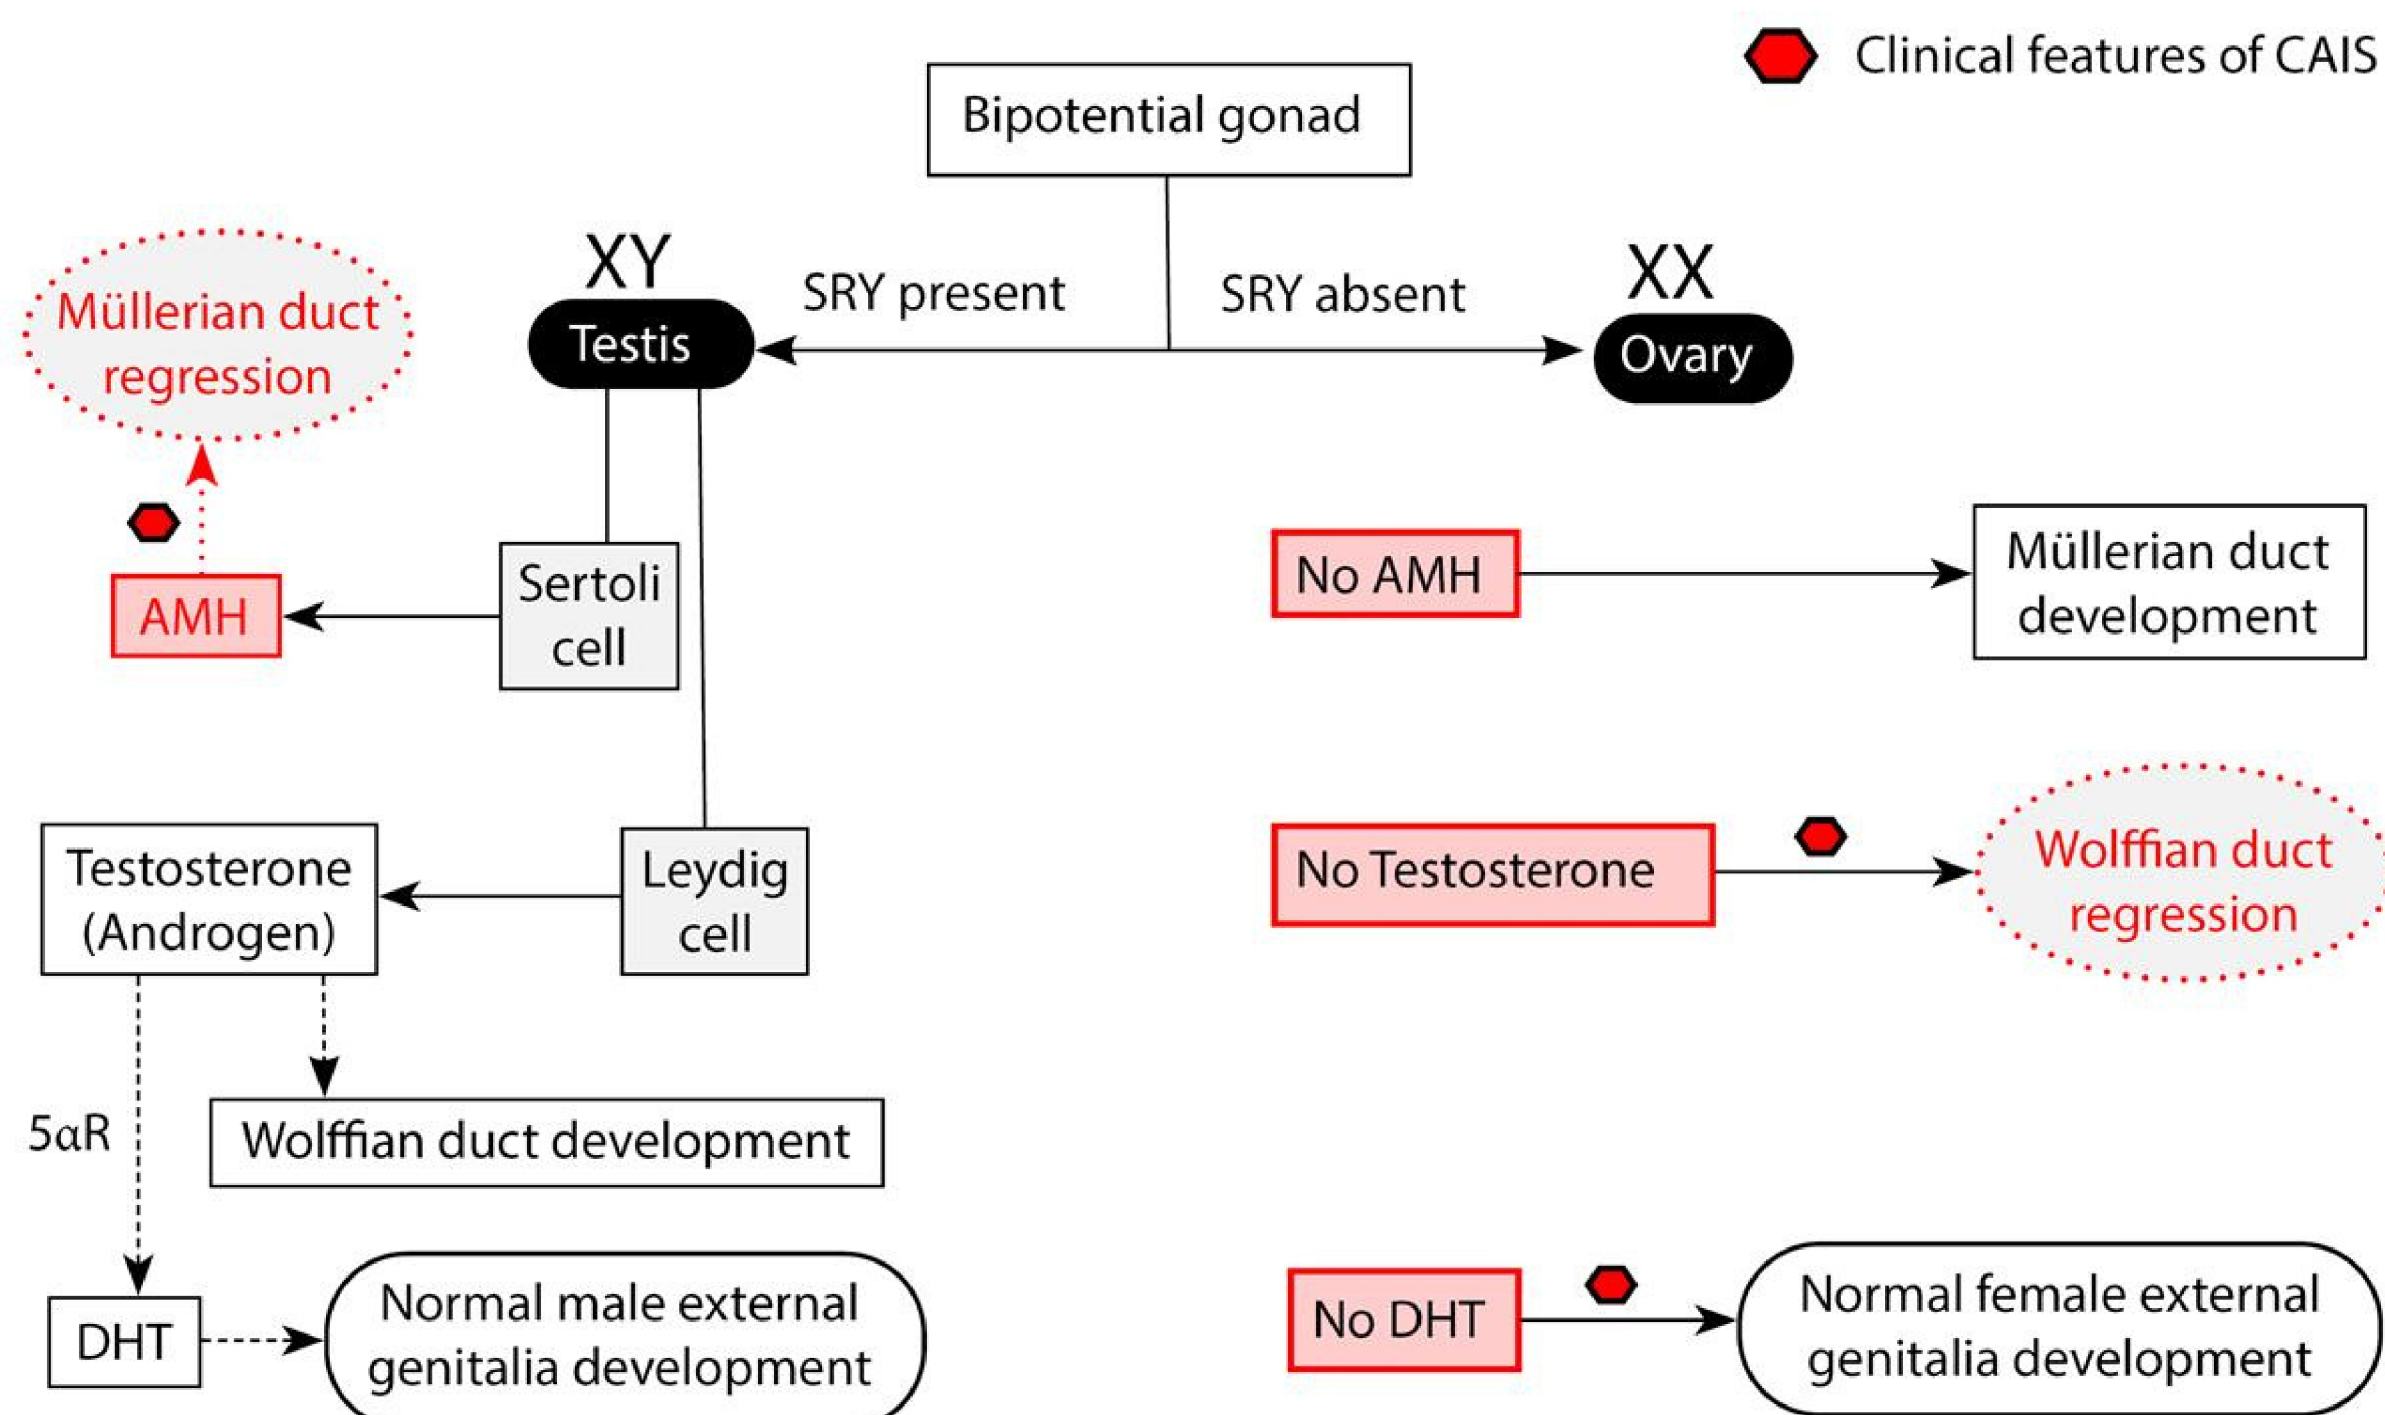 Clinical features of CAIS
Bipotential gonad
XY
SRY present
SRY absent
XX
Testis
Ovary
Müllerian duct
regression
AMH
Sertoli
cell
No AMH
Müllerian duct
development
Testosterone
(Androgen)
Leydig
cell
No Testosterone
Wolffian duct
regression
5αR
Wolffian duct development
DHT
Normal male external
genitalia development
No DHT
Normal female external
genitalia development